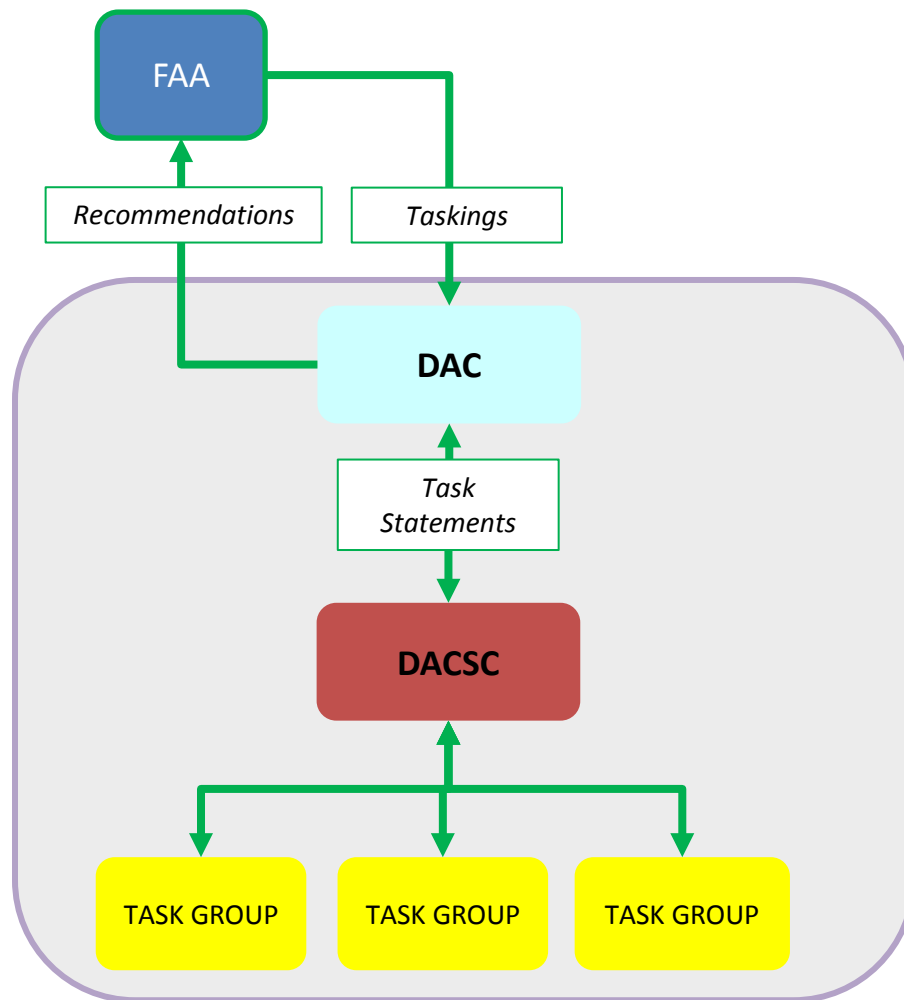 FAA
Recommendations
Taskings
DAC
Task
Statements
DACSC
TASK GROUP
TASK GROUP
TASK GROUP